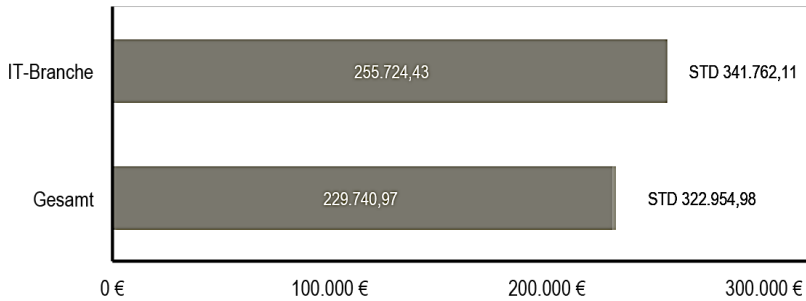 IT-Branche 255.724,43 STD 341.762,11
Gesamt 229.740,97 STD 322.954,98
0 € 100.000 € 200.000 € 300.000 €